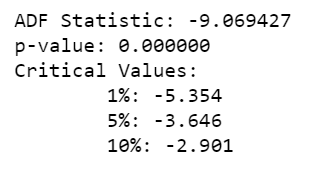 ADF Statistic: -9.069427
p-value: 0.000000
Critical Values:
1%: -5.354
5%: -3.646
10%: -2.901